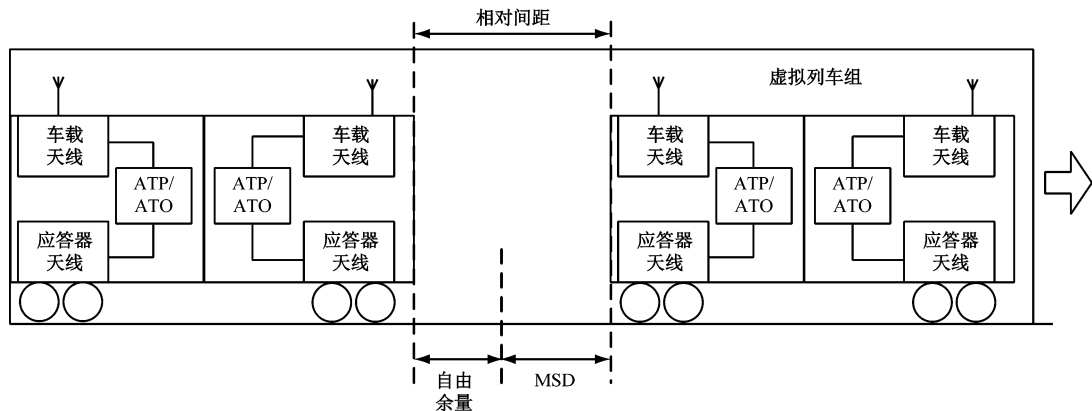 相对间距
虚拟列车组
车载
天线
车载
天线
车载
天线
车载
天线
ATP/
ATO
ATP/
ATO
ATP/
ATO
ATP/
ATO
应答器
天线
应答器
天线
应答器
天线
应答器
天线
自由
余量
MSD